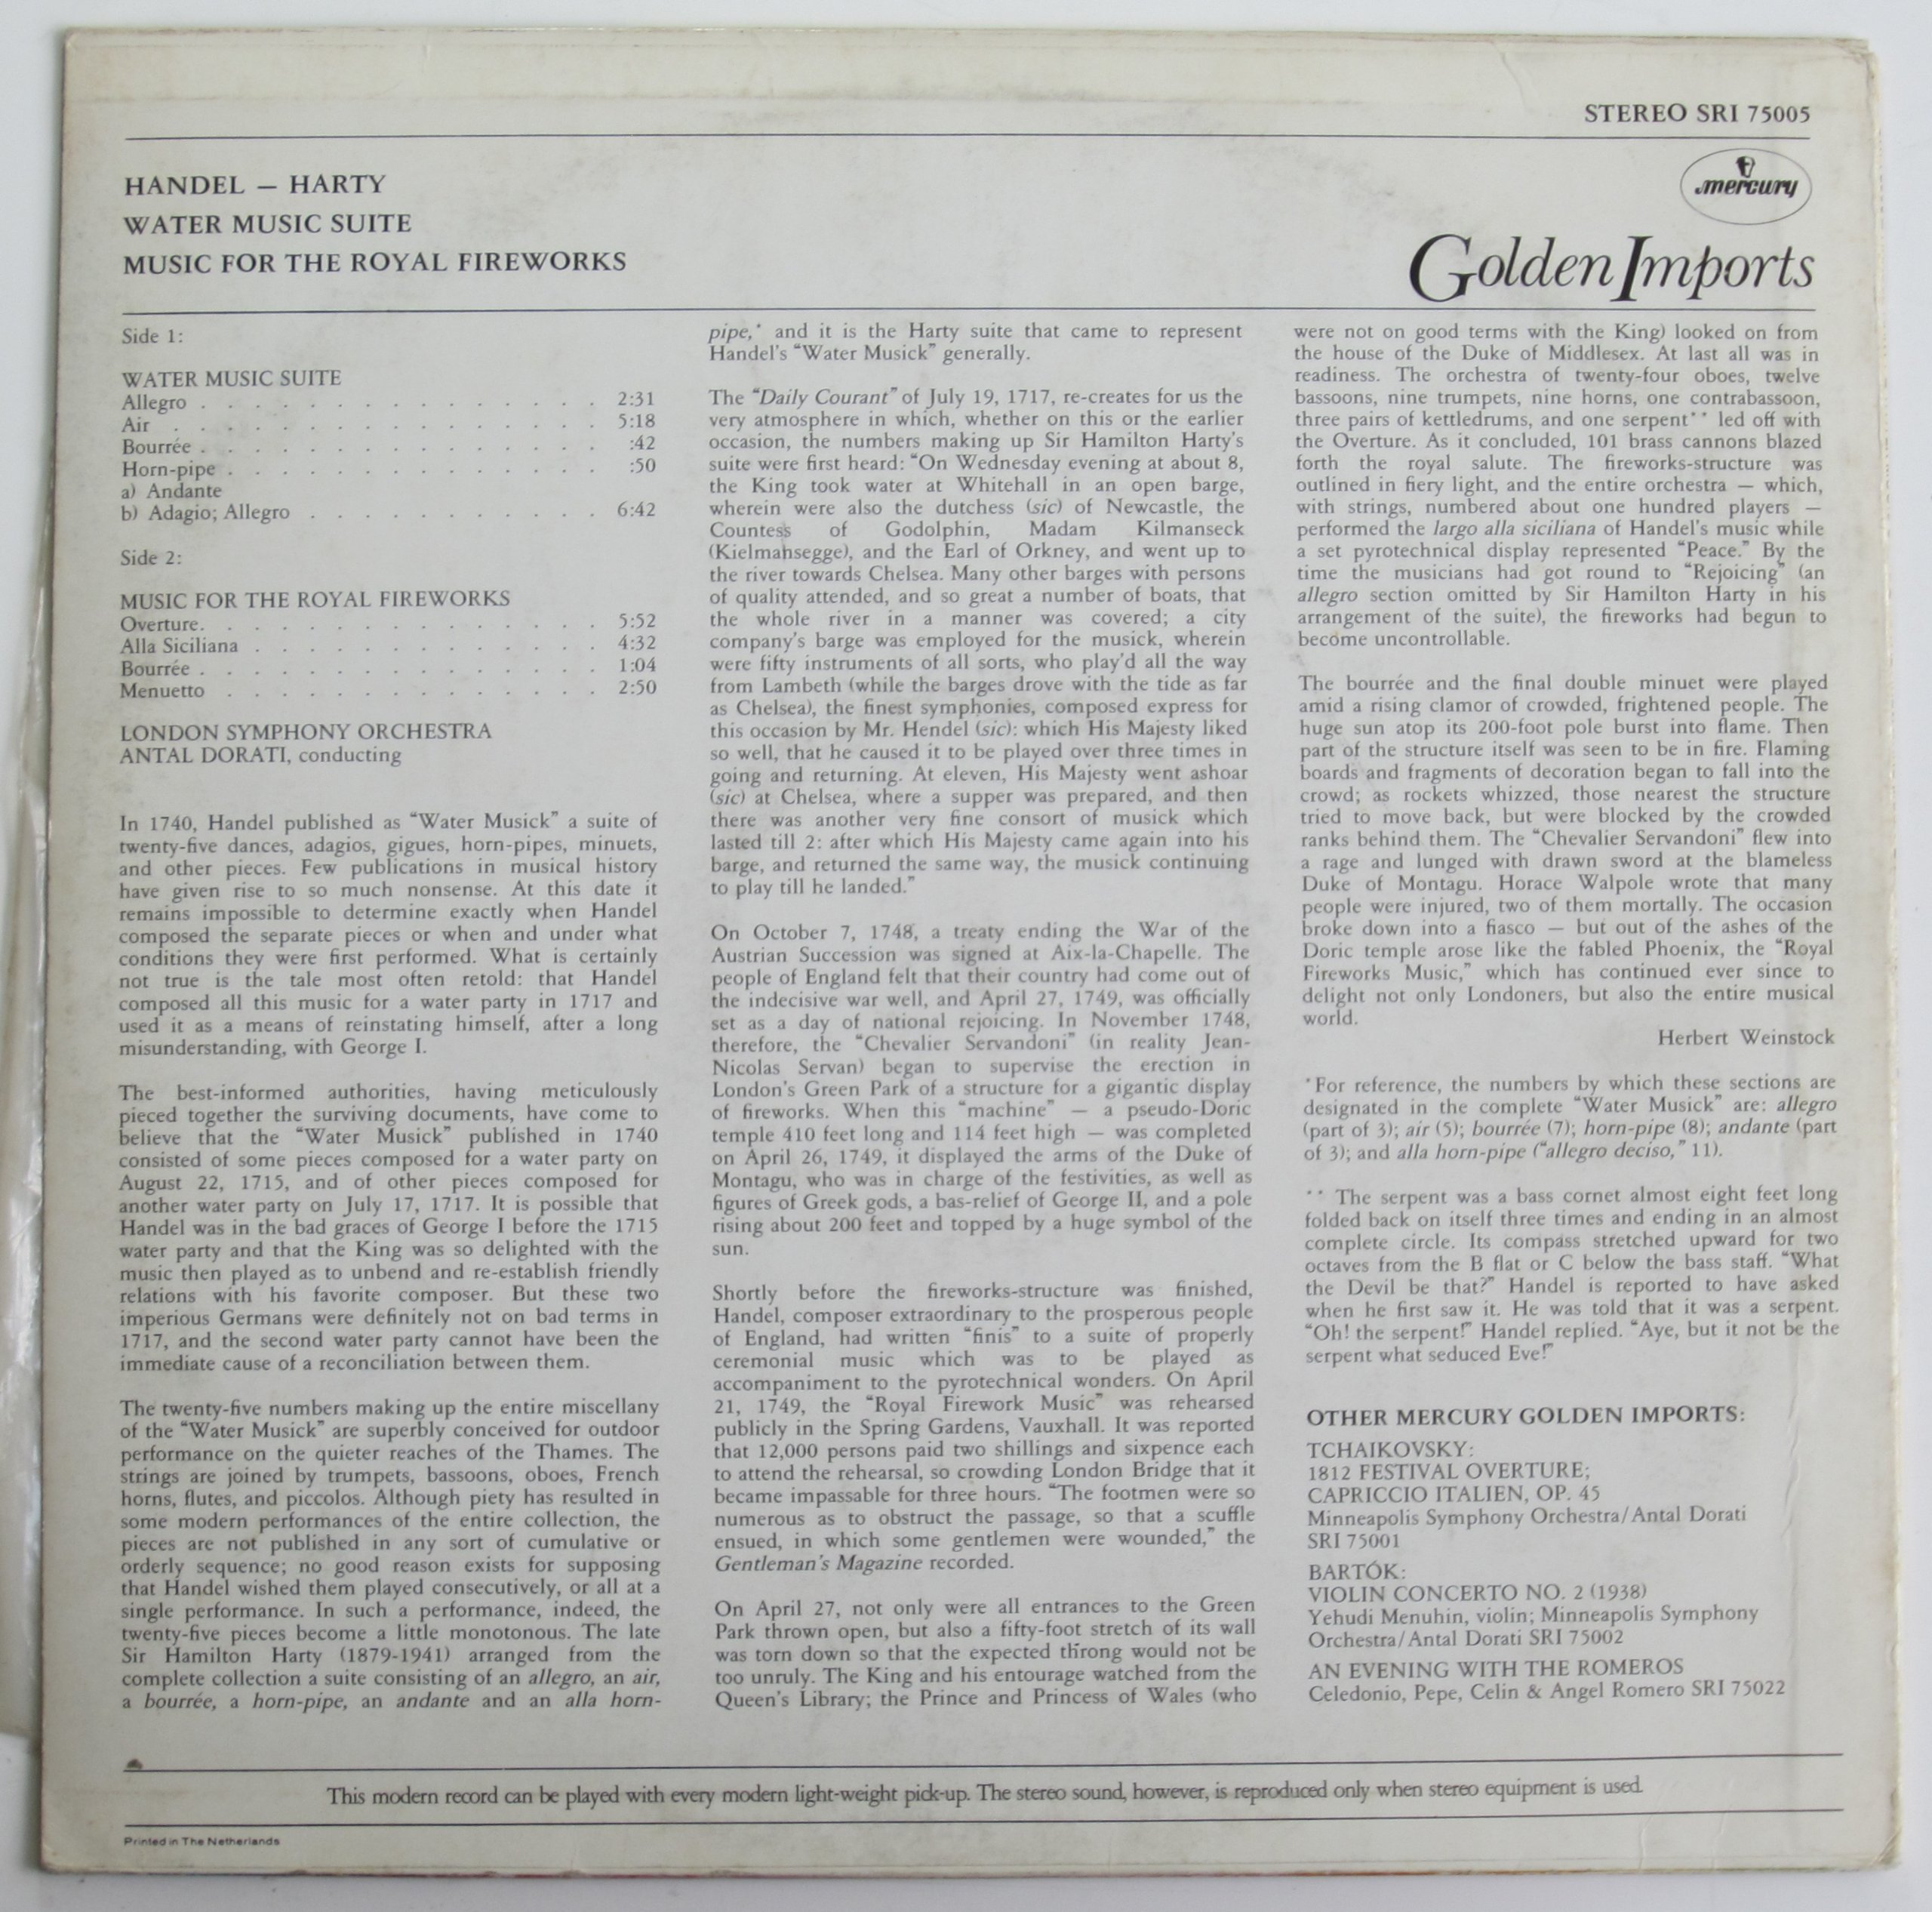 STEREO SRI 75005
mercury
Golden Imports
HANDEL – HARTY
WATER MUSIC SUITE
MUSIC FOR THE ROYAL FIREWORKS
Side 1:
WATER MUSIC SUITE
Allegro . . . . . . . . . . . . . . . . 2:31
Air . . . . . . . . . . . . . . . . . 5:18
Bourrée . . . . . . . . . . . . . . . . :42
Horn-pipe . . . . . . . . . . . . . . . :50
a) Andante
b) Adagio; Allegro . . . . . . . . . . . 6:42
Side 2:
MUSIC FOR THE ROYAL FIREWORKS
Overture. . . . . . . . . . . . . . . . 5:52
Alla Siciliana . . . . . . . . . . . . . . 4:32
Bourrée . . . . . . . . . . . . . . . . 1:04
Menuetto . . . . . . . . . . . . . . . 2:50
LONDON SYMPHONY ORCHESTRA
ANTAL DORATI, conducting
In 1740, Handel published as “Water Musick” a suite of
twenty-five dances, adagios, gigues, horn-pipes, minuets,
and other pieces. Few publications in musical history
have given rise to so much nonsense. At this date it
remains impossible to determine exactly when Handel
composed the separate pieces or when and under what
conditions they were first performed. What is certainly
not true is the tale most often retold: that Handel
composed all this music for a water party in 1717 and
used it as a means of reinstating himself, after a long
misunderstanding, with George I.
The best-informed authorities, having meticulously
pieced together the surviving documents, have come to
believe that the “Water Musick” published in 1740
consisted of some pieces composed for a water party on
August 22, 1715, and of other pieces composed for
another water party on July 17, 1717. It is possible that
Handel was in the bad graces of George I before the 1715
water party and that the King was so delighted with the
music then played as to unbend and re-establish friendly
relations with his favorite composer. But these two
imperious Germans were definitely not on bad terms in
1717, and the second water party cannot have been the
immediate cause of a reconciliation between them.
The twenty-five numbers making up the entire miscellany
of the “Water Musick” are superbly conceived for outdoor
performance on the quieter reaches of the Thames. The
strings are joined by trumpets, bassoons, oboes, French
horns, flutes, and piccolos. Although piety has resulted in
some modern performances of the entire collection, the
pieces are not published in any sort of cumulative or
orderly sequence; no good reason exists for supposing
that Handel wished them played consecutively, or all at a
single performance. In such a performance, indeed, the
twenty-five pieces become a little monotonous. The late
Sir Hamilton Harty (1879-1941) arranged from the
complete collection a suite consisting of an allegro, an air,
a bourrée, a horn-pipe, an andante and an alla horn-
pipe,* and it is the Harty suite that came to represent
Handel's “Water Musick” generally.
The “Daily Courant” of July 19, 1717, re-creates for us the
very atmosphere in which, whether on this or the earlier
occasion, the numbers making up Sir Hamilton Harty's
suite were first heard: “On Wednesday evening at about 8,
the King took water at Whitehall in an open barge,
wherein were also the dutchess (sic) of Newcastle, the
Countess of Godolphin, Madam Kilmanseck
(Kielmahsegge), and the Earl of Orkney, and went up to
the river towards Chelsea. Many other barges with persons
of quality attended, and so great a number of boats, that
the whole river in a manner was covered; a city
company's barge was employed for the musick, wherein
were fifty instruments of all sorts, who play'd all the way
from Lambeth (while the barges drove with the tide as far
as Chelsea), the finest symphonies, composed express for
this occasion by Mr. Hendel (sic): which His Majesty liked
so well, that he caused it to be played over three times in
going and returning. At eleven, His Majesty went ashoar
(sic) at Chelsea, where a supper was prepared, and then
there was another very fine consort of musick which
lasted till 2: after which His Majesty came again into his
barge, and returned the same way, the musick continuing
to play till he landed.”
On October 7, 1748, a treaty ending the War of the
Austrian Succession was signed at Aix-la-Chapelle. The
people of England felt that their country had come out of
the indecisive war well, and April 27, 1749, was officially
set as a day of national rejoicing. In November 1748,
therefore, the “Chevalier Servandoni” (in reality Jean-
Nicolas Servan) began to supervise the erection in
London's Green Park of a structure for a gigantic display
of fireworks. When this “machine” — a pseudo-Doric
temple 410 feet long and 114 feet high — was completed
on April 26, 1749, it displayed the arms of the Duke of
Montagu, who was in charge of the festivities, as well as
figures of Greek gods, a bas-relief of George II, and a pole
rising about 200 feet and topped by a huge symbol of the
sun.
Shortly before the fireworks-structure was finished,
Handel, composer extraordinary to the prosperous people
of England, had written “finis” to a suite of properly
ceremonial music which was to be played as
accompaniment to the pyrotechnical wonders. On April
21, 1749, the “Royal Firework Music” was rehearsed
publicly in the Spring Gardens, Vauxhall. It was reported
that 12,000 persons paid two shillings and sixpence each
to attend the rehearsal, so crowding London Bridge that it
became impassable for three hours. “The footmen were so
numerous as to obstruct the passage, so that a scuffle
ensued, in which some gentlemen were wounded,” the
Gentleman's Magazine recorded.
On April 27, not only were all entrances to the Green
Park thrown open, but also a fifty-foot stretch of its wall
was torn down so that the expected throng would not be
too unruly. The King and his entourage watched from the
Queen's Library; the Prince and Princess of Wales (who
were not on good terms with the King) looked on from
the house of the Duke of Middlesex. At last all was in
readiness. The orchestra of twenty-four oboes, twelve
bassoons, nine trumpets, nine horns, one contrabassoon,
three pairs of kettledrums, and one serpent** led off with
the Overture. As it concluded, 101 brass cannons blazed
forth the royal salute. The fireworks-structure was
outlined in fiery light, and the entire orchestra — which,
with strings, numbered about one hundred players —
performed the largo alla siciliana of Handel's music while
a set pyrotechnical display represented “Peace.” By the
time the musicians had got round to “Rejoicing” (an
allegro section omitted by Sir Hamilton Harty in his
arrangement of the suite), the fireworks had begun to
become uncontrollable.
The bourrée and the final double minuet were played
amid a rising clamor of crowded, frightened people. The
huge sun atop its 200-foot pole burst into flame. Then
part of the structure itself was seen to be in fire. Flaming
boards and fragments of decoration began to fall into the
crowd; as rockets whizzed, those nearest the structure
tried to move back, but were blocked by the crowded
ranks behind them. The “Chevalier Servandoni” flew into
a rage and lunged with drawn sword at the blameless
Duke of Montagu. Horace Walpole wrote that many
people were injured, two of them mortally. The occasion
broke down into a fiasco — but out of the ashes of the
Doric temple arose like the fabled Phoenix, the “Royal
Fireworks Music,” which has continued ever since to
delight not only Londoners, but also the entire musical
world.
Herbert Weinstock
*For reference, the numbers by which these sections are
designated in the complete “Water Musick” are: allegro
(part of 3); air (5); bourrée (7); horn-pipe (8); andante (part
of 3); and alla horn-pipe (“allegro deciso,” 11).
** The serpent was a bass cornet almost eight feet long
folded back on itself three times and ending in an almost
complete circle. Its compass stretched upward for two
octaves from the B flat or C below the bass staff. “What
the Devil be that?” Handel is reported to have asked
when he first saw it. He was told that it was a serpent.
“Oh! the serpent!” Handel replied. “Aye, but it not be the
serpent what seduced Eve!”
OTHER MERCURY GOLDEN IMPORTS:
TCHAIKOVSKY:
1812 FESTIVAL OVERTURE;
CAPRICCIO ITALIEN, OP. 45
Minneapolis Symphony Orchestra/Antal Dorati
SRI 75001
BARTÓK:
VIOLIN CONCERTO NO. 2 (1938)
Yehudi Menuhin, violin; Minneapolis Symphony
Orchestra/Antal Dorati SRI 75002
AN EVENING WITH THE ROMEROS
Celedonio, Pepe, Celin & Angel Romero SRI 75022
This modern record can be played with every modern light-weight pick-up. The stereo sound, however, is reproduced only when stereo equipment is used.
Printed in The Netherlands